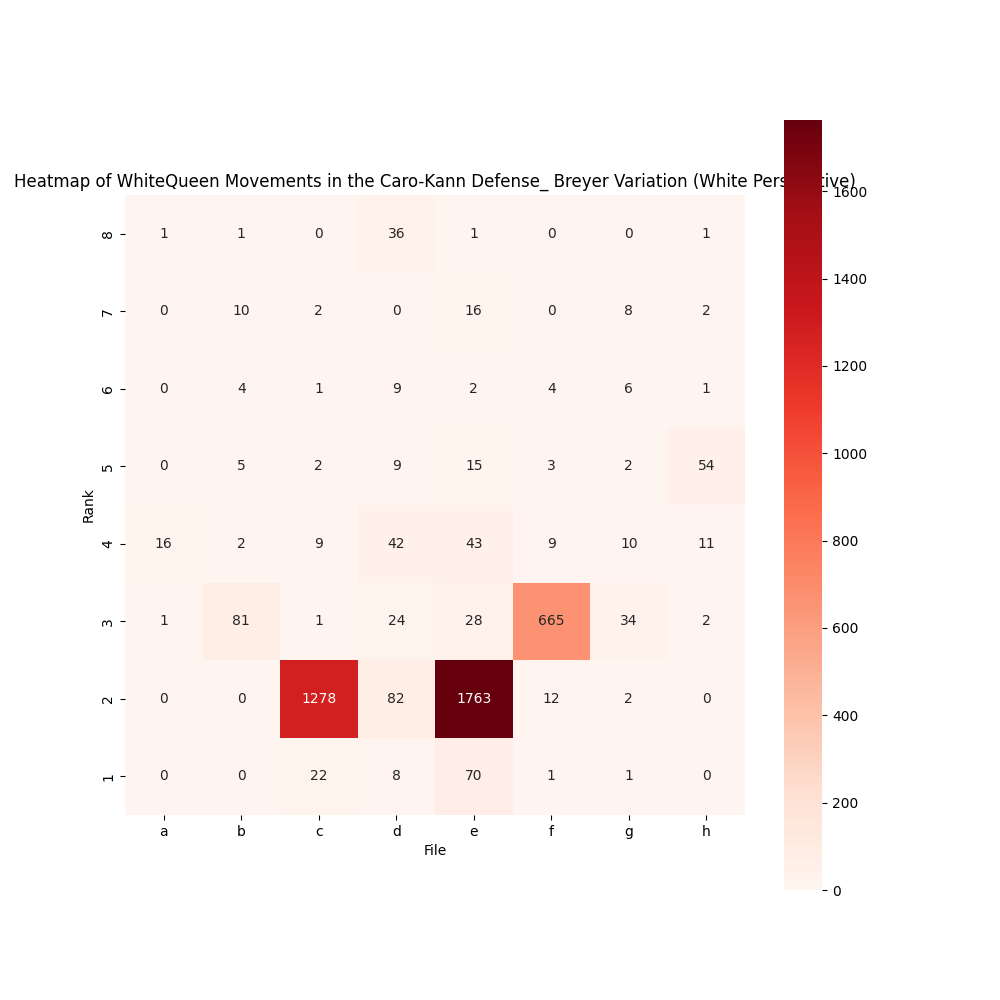 Heatmap of WhiteQueen Movements in the Caro-Kann Defense_ Breyer Variation (White Perspective)
8 1 1 0 36 1 0 0 1
7 0 10 2 0 16 0 8 2
6 0 4 1 9 2 4 6 1
5 0 5 2 9 15 3 2 54
4 16 2 9 42 43 9 10 11
3 1 81 1 24 28 665 34 2
2 0 0 1278 82 1763 12 2 0
1 0 0 22 8 70 1 1 0
a b c d e f g h
File
Rank
1600
1400
1200
1000
800
600
400
200
0